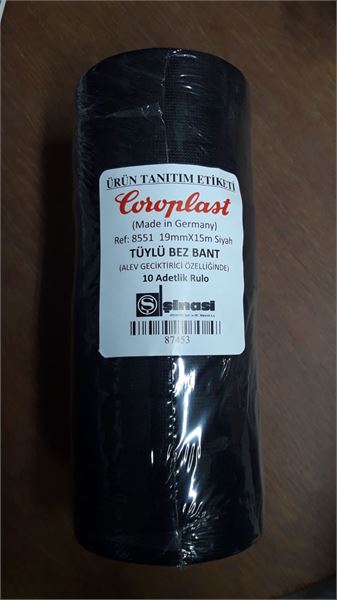 ÜRÜN TANITIM ETİKETİ
Coroplast
(Made in Germany)
Ref: 8551 19mmX15m Siyah
TÜYLÜ BEZ BANT
(ALEV GECİKTİRİCİ ÖZELLİĞİNDE)
10 Adetlik Rulo
S şinasi
87453